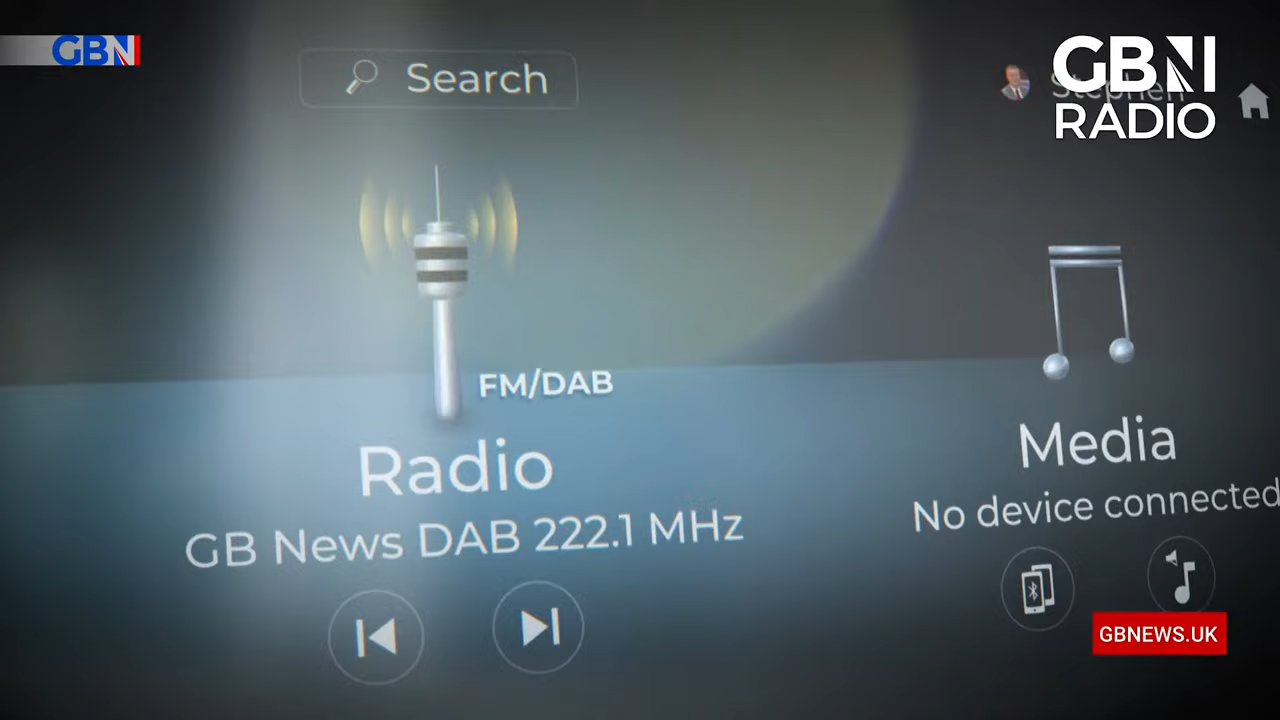 GBN
Search
Stephen
GBN
RADIO
FM/DAB
Radio
GB News DAB 222.1 MHz
Media
No device connected
GBNEWS.UK